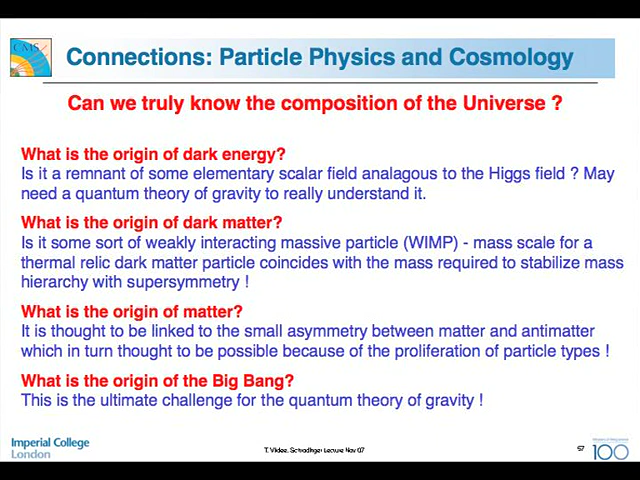 CMS
Connections: Particle Physics and Cosmology
Can we truly know the composition of the Universe ?
What is the origin of dark energy?
Is it a remnant of some elementary scalar field analagous to the Higgs field ? May
need a quantum theory of gravity to really understand it.
What is the origin of dark matter?
Is it some sort of weakly interacting massive particle (WIMP) - mass scale for a
thermal relic dark matter particle coincides with the mass required to stabilize mass
hierarchy with supersymmetry !
What is the origin of matter?
It is thought to be linked to the small asymmetry between matter and antimatter
which in turn thought to be possible because of the proliferation of particle types !
What is the origin of the Big Bang?
This is the ultimate challenge for the quantum theory of gravity !
Imperial College
London
T. Virdee, Schrodinger Lecture Nov 07
57
100